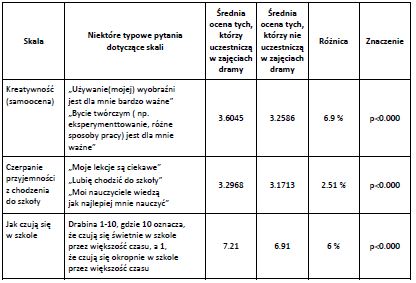 Skala
Niektóre typowe pytania
dotyczące skali
Średnia
ocena tych,
którzy
uczestniczą
w zajęciach
dramy
Średnia
ocena tych,
którzy nie
uczestniczą
w zajęciach
dramy
Różnica
Znaczenie
Kreatywność
(samoocena)
„Używanie(mojej) wyobraźni
jest dla mnie bardzo ważne”
„Bycie twórczym ( np.
eksperymenttowanie, różne
sposoby pracy) jest dla mnie
ważne”
3.6045
3.2586
6.9 %
p<0.000
Czerpanie
przyjemności
z chodzenia
do szkoły
„Moje lekcje są ciekawe”
„Lubię chodzić do szkoły”
„Moi nauczyciele wiedzą
jak najlepiej mnie nauczyć”
3.2968
3.1713
2.51 %
p<0.000
Jak czują się
w szkole
Drabina 1-10, gdzie 10 oznacza,
że czują się świetnie w szkole
przez większość czasu, a 1,
że czują się okropnie w szkole
przez większość czasu
7.21
6.91
6 %
p<0.000